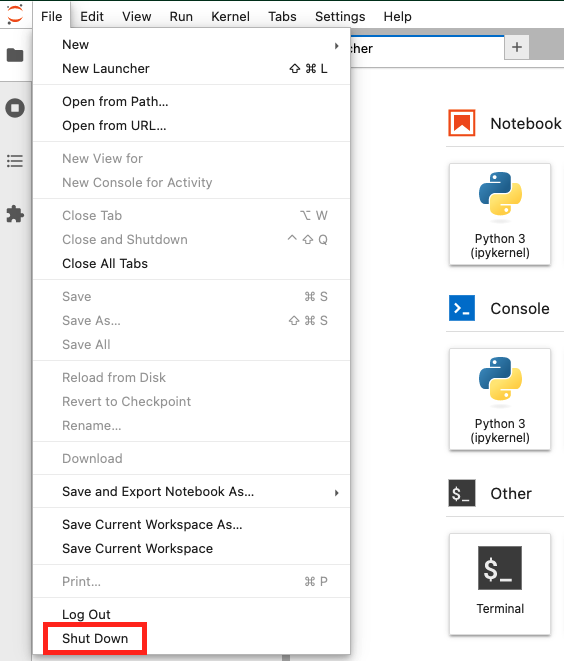 File Edit View Run Kernel Tabs Settings Help
New
New Launcher ⇧ ⌘ L
Open from Path...
Open from URL...
New View for
New Console for Activity
Close Tab ⌥ W
Close and Shutdown ^ ⇧ Q
Close All Tabs
Save ⌘ S
Save As... ⇧ ⌘ S
Save All
Reload from Disk
Revert to Checkpoint
Rename...
Download
Save and Export Notebook As...
Save Current Workspace As...
Save Current Workspace
Print... ⌘ P
Log Out
Shut Down
cher +
Notebook
Python 3
(ipykernel)
>_ Console
Python 3
(ipykernel)
$_ Other
$_
Terminal